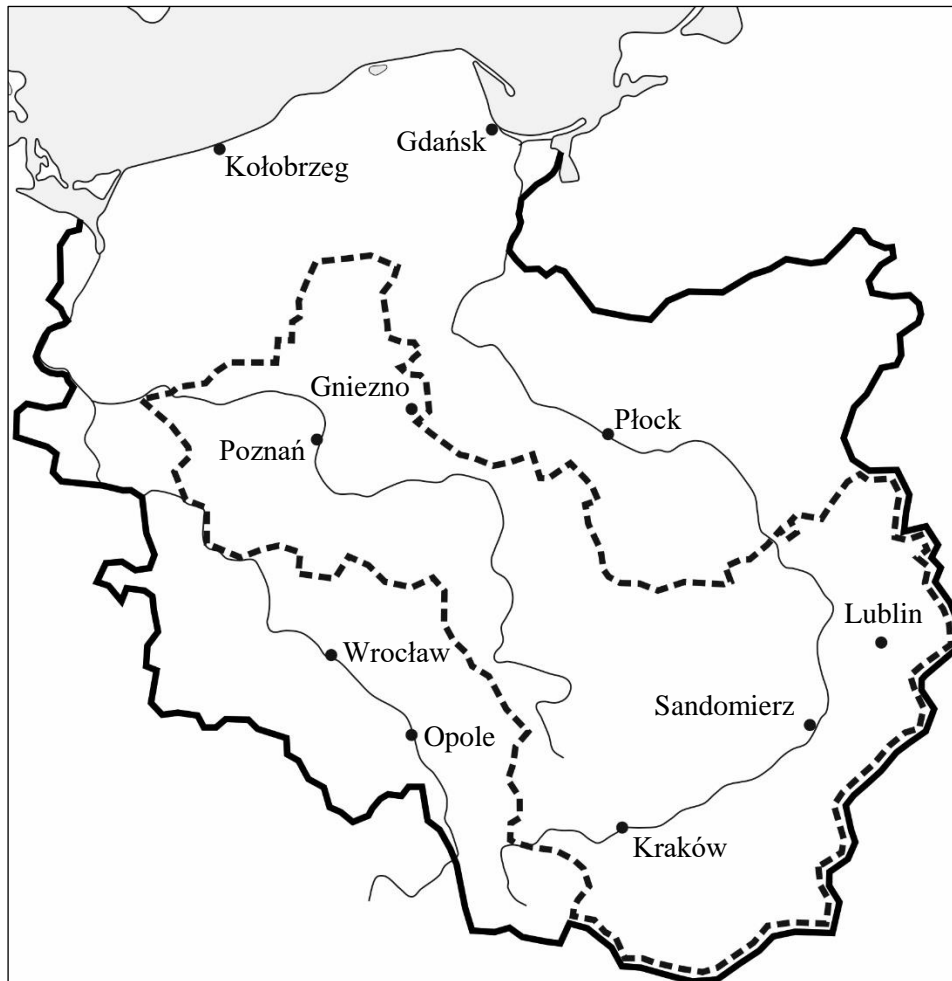 Gdańsk
Kołobrzeg
Gniezno
Płock
Poznań
Lublin
Wrocław
Sandomierz
Opole
Kraków